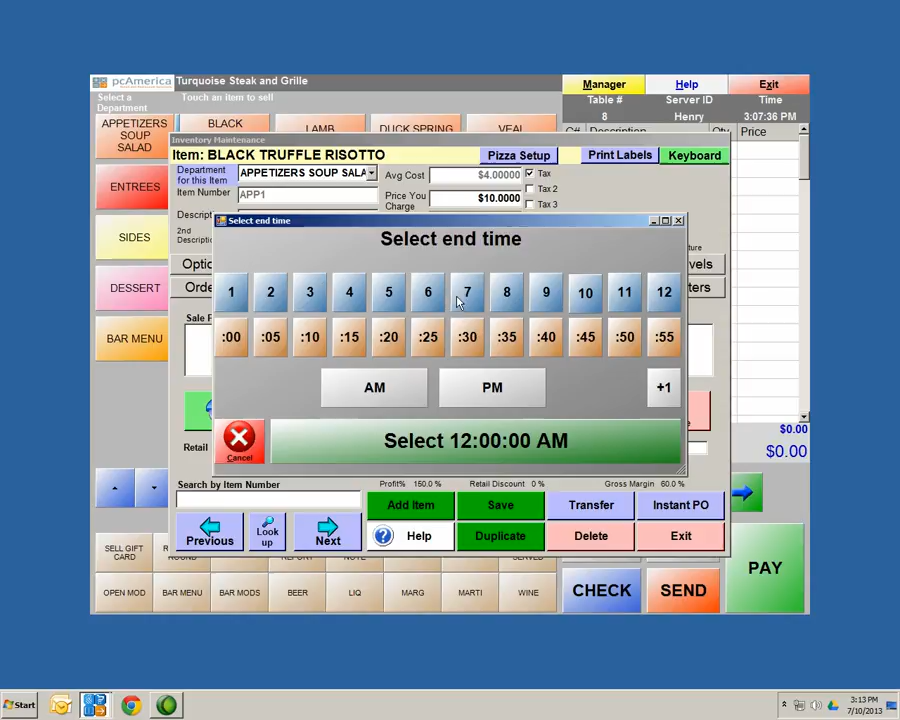 pcAmerica
Turquoise Steak and Grille
Manager
Help
Exit
Select a
Department
Touch an item to sell
Table #
Server ID
Time
8
Henry
3:07:36 PM
APPETIZERS
SOUP
SALAD
BLACK
LAMB
DUCK SPRING
VEAL
Description
Qty
Price
Inventory Maintenance
Item: BLACK TRUFFLE RISOTTO
Pizza Setup
Print Labels
Keyboard
Department
for this Item
APPETIZERS SOUP SALA
Avg Cost
$4.00000
Tax
Item Number
APP1
Price You
Charge
$10.0000
Tax 2
Tax 3
ENTREES
SIDES
DESSERT
BAR MENU
Descript
2nd
Description
Select end time
Select end time
1 2 3 4 5 6 7 8 9 10 11 12
:00 :05 :10 :15 :20 :25 :30 :35 :40 :45 :50 :55
AM
PM
+1
Cancel
Select 12:00:00 AM
Sale P
Retail
$0.00
$0.00
Profit% 150.0 %
Retail Discount 0 %
Gross Margin 60.0 %
Search by Item Number
Add Item
Save
Transfer
Instant PO
Previous
Look
up
Next
Help
Duplicate
Delete
Exit
SELL GIFT
CARD
OPEN MOD
BAR MENU
BAR MODS
BEER
LIQ
MARG
MARTI
WINE
CHECK
SEND
PAY
Start
3:13 PM
7/10/2013